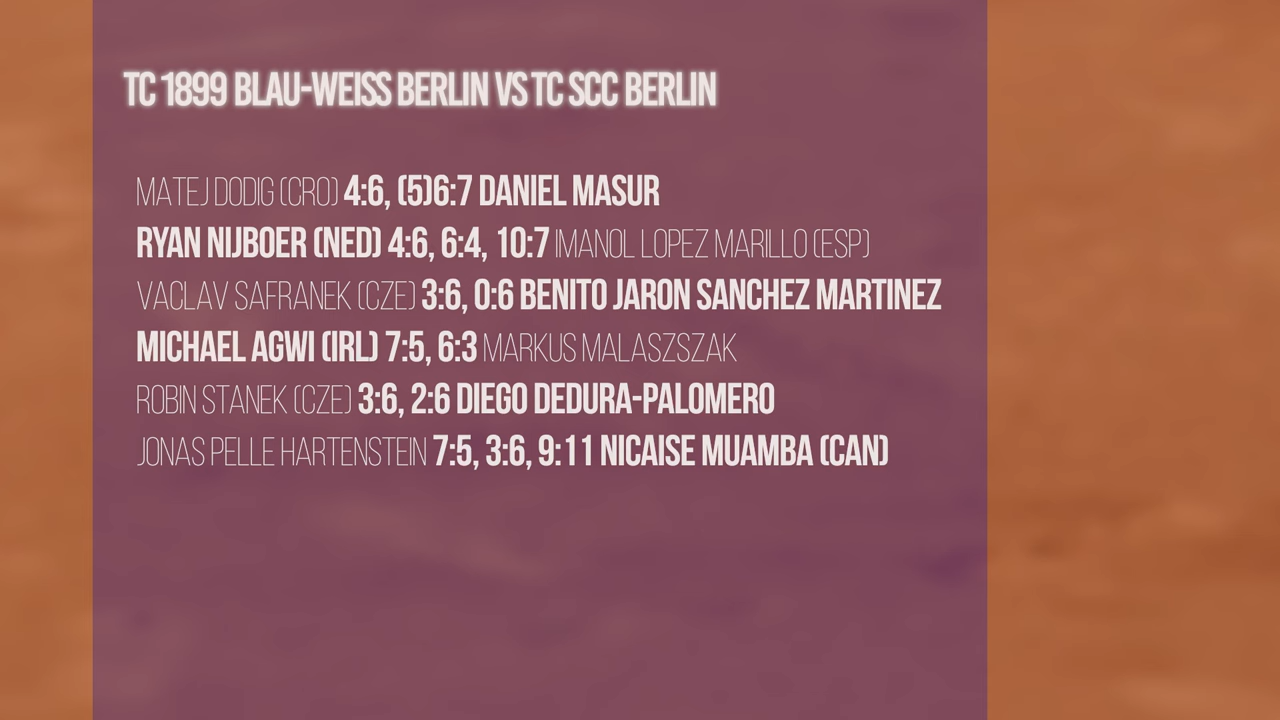 TC 1899 BLAU-WEISS BERLIN VS TC SCC BERLIN
MATEJ DODIG (CRO) 4:6, (5)6:7 DANIEL MASUR
RYAN NIJBOER (NED) 4:6, 6:4, 10:7 IMANOL LOPEZ MARILLO (ESP)
VACLAV SAFRANEK (CZE) 3:6, 0:6 BENITO JARON SANCHEZ MARTINEZ
MICHAEL AGWI (IRL) 7:5, 6:3 MARKUS MALASZSZAK
ROBIN STANEK (CZE) 3:6, 2:6 DIEGO DEDURA-PALOMERO
JONAS PELLE HARTENSTEIN 7:5, 3:6, 9:11 NICAISE MUAMBA (CAN)